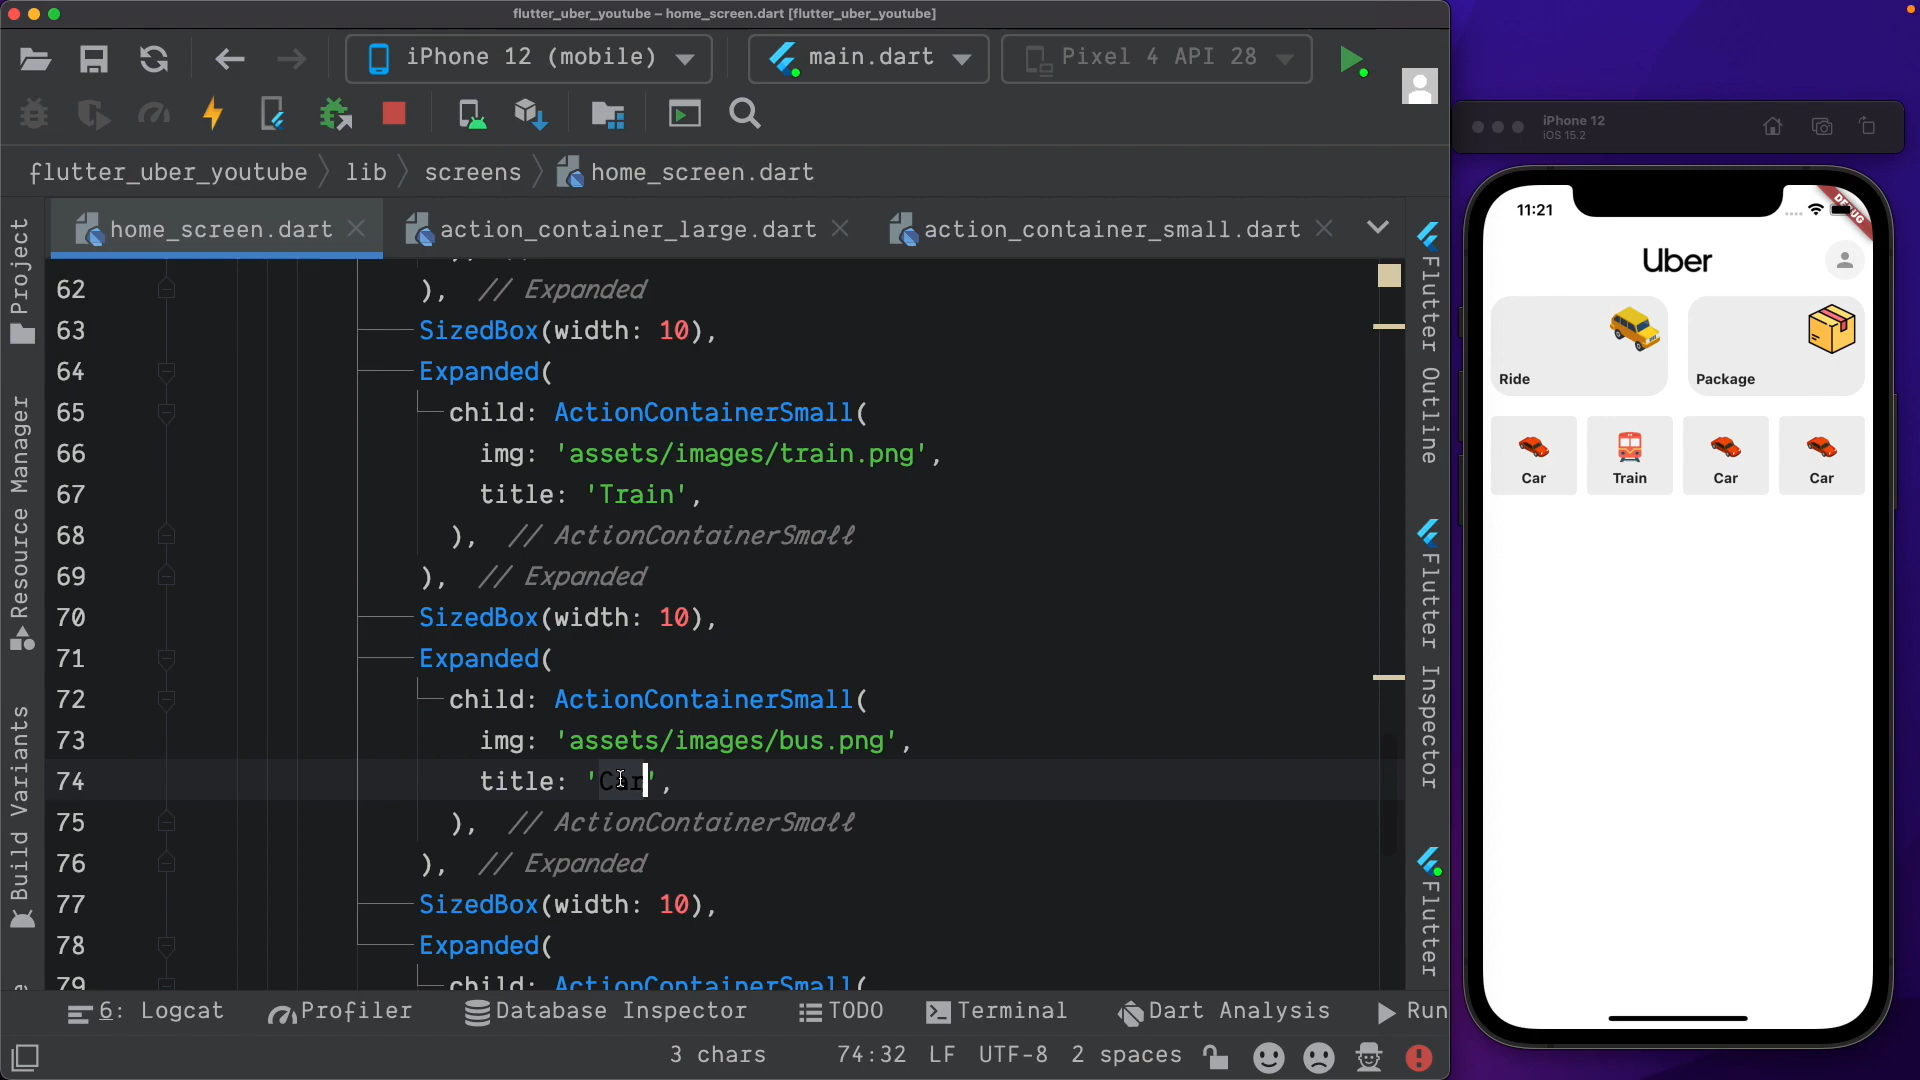 flutter_uber_youtube – home_screen.dart [flutter_uber_youtube]
iPhone 12 (mobile)
main.dart
Pixel 4 API 28
flutter_uber_youtube
lib
screens
home_screen.dart
home_screen.dart
action_container_large.dart
action_container_small.dart
Project
Resource Manager
Build Variants
62 ), // Expanded
63 SizedBox(width: 10),
64 Expanded(
65 child: ActionContainerSmall(
66 img: 'assets/images/train.png',
67 title: 'Train',
68 ), // ActionContainerSmall
69 ), // Expanded
70 SizedBox(width: 10),
71 Expanded(
72 child: ActionContainerSmall(
73 img: 'assets/images/bus.png',
74 title: 'Car',
75 ), // ActionContainerSmall
76 ), // Expanded
77 SizedBox(width: 10),
78 Expanded(
79 child: ActionContainerSmall(
Flutter Outline
Flutter Inspector
Flutter
6: Logcat
Profiler
Database Inspector
TODO
Terminal
Dart Analysis
Run
3 chars
74:32
LF
UTF-8
2 spaces
iPhone 12
iOS 15.2
11:21
DEBUG
Uber
Ride
Package
Car
Train
Car
Car